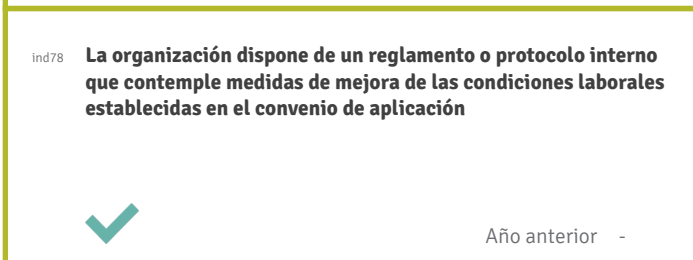 ind78 La organización dispone de un reglamento o protocolo interno
que contemple medidas de mejora de las condiciones laborales
establecidas en el convenio de aplicación
Año anterior -